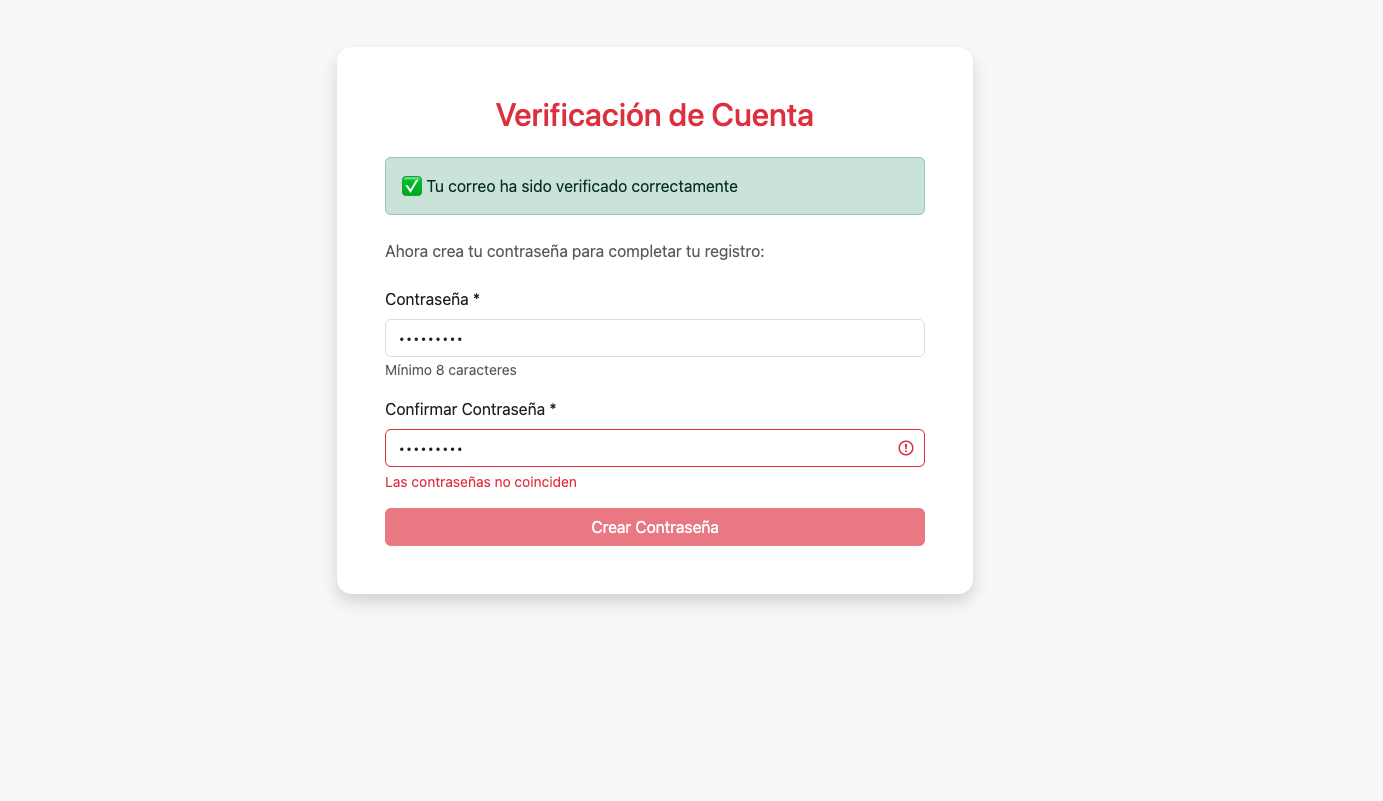 Verificación de Cuenta
✅ Tu correo ha sido verificado correctamente
Ahora crea tu contraseña para completar tu registro:
Contraseña *
•••••••••
Mínimo 8 caracteres
Confirmar Contraseña *
•••••••••
Las contraseñas no coinciden
Crear Contraseña